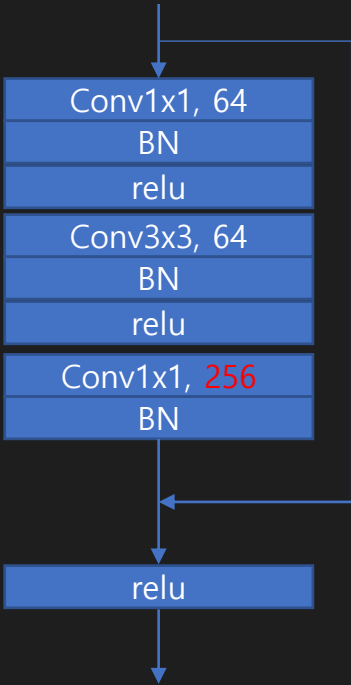 Conv1x1, 64
BN
relu
Conv3x3, 64
BN
relu
Conv1x1, 256
BN
relu